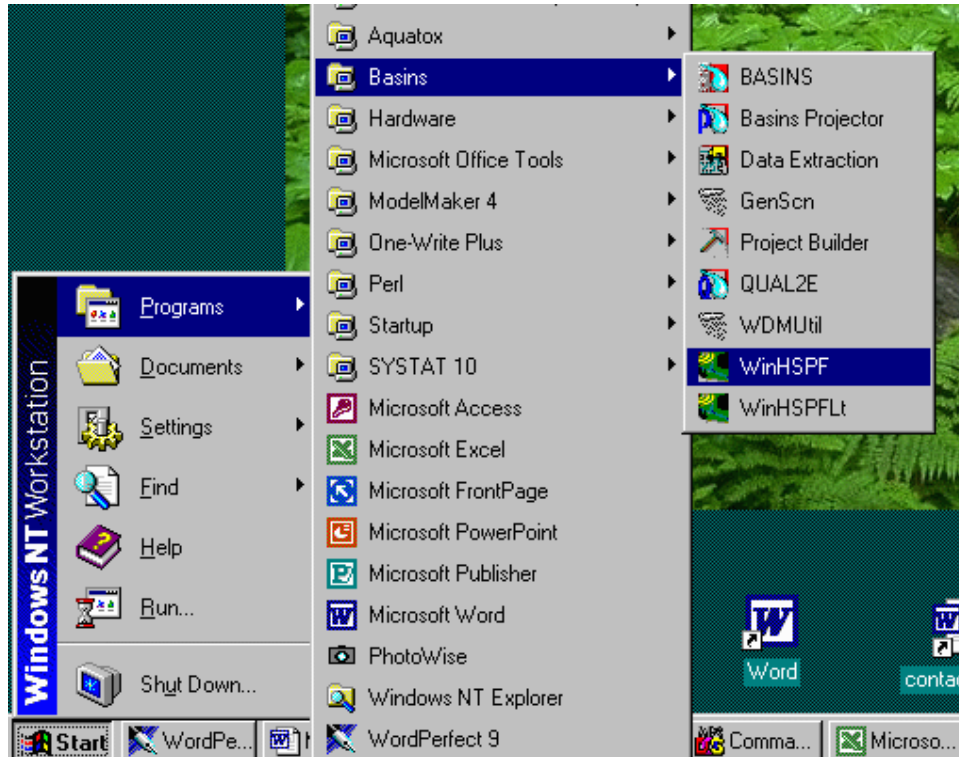 Aquatox
Basins
Hardware
Microsoft Office Tools
ModelMaker 4
One-Write Plus
Perl
Startup
SYSTAT 10
Microsoft Access
Microsoft Excel
Microsoft FrontPage
Microsoft PowerPoint
Microsoft Publisher
Microsoft Word
PhotoWise
Windows NT Explorer
WordPerfect 9
BASINS
Basins Projector
Data Extraction
GenScn
Project Builder
QUAL2E
WDMUtil
WinHSPF
WinHSPFLt
Windows NT Workstation
Programs
Documents
Settings
Find
Help
Run...
Shut Down...
Word
contac
Start
WordPe...
Comma...
Microso...